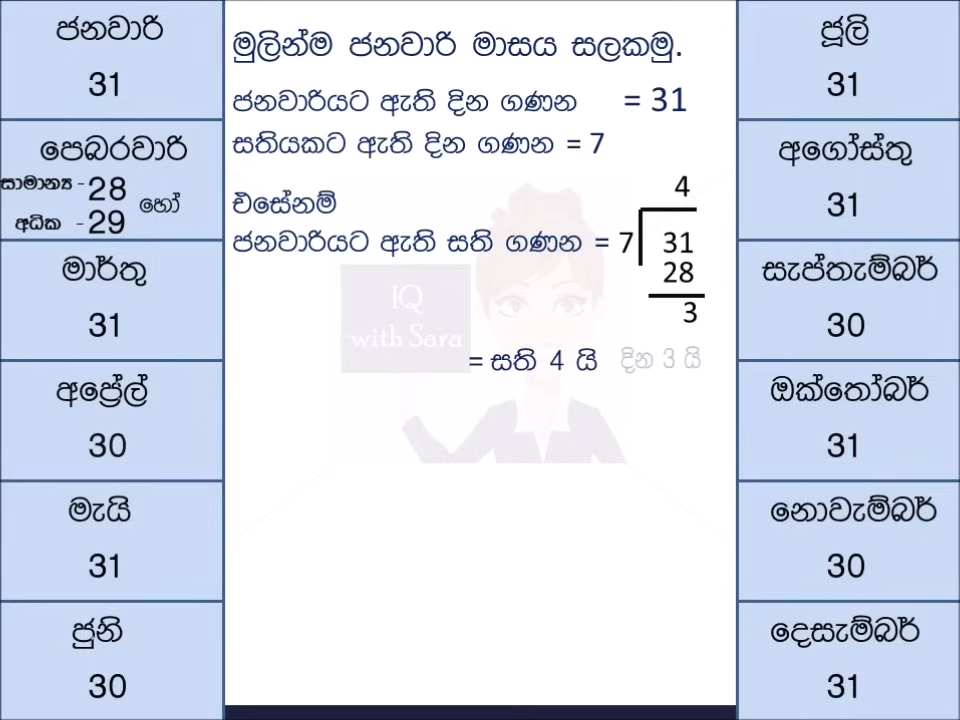 ජනවාරි
31
පෙබරවාරි
සාමාන්‍ය - 28 හෝ
අධික - 29
මාර්තු
31
අප්‍රේල්
30
මැයි
31
ජුනි
30
මුලින්ම ජනවාරි මාසය සලකමු.
ජනවාරියට ඇති දින ගණන = 31
සතියකට ඇති දින ගණන = 7
එසේනම්
4
ජනවාරියට ඇති සති ගණන = 7 31
28
3
IQ
with Sara
= සති 4 යි දින 3 යි
ජූලි
31
අගෝස්තු
31
සැප්තැම්බර්
30
ඔක්තෝබර්
31
නොවැම්බර්
30
දෙසැම්බර්
31